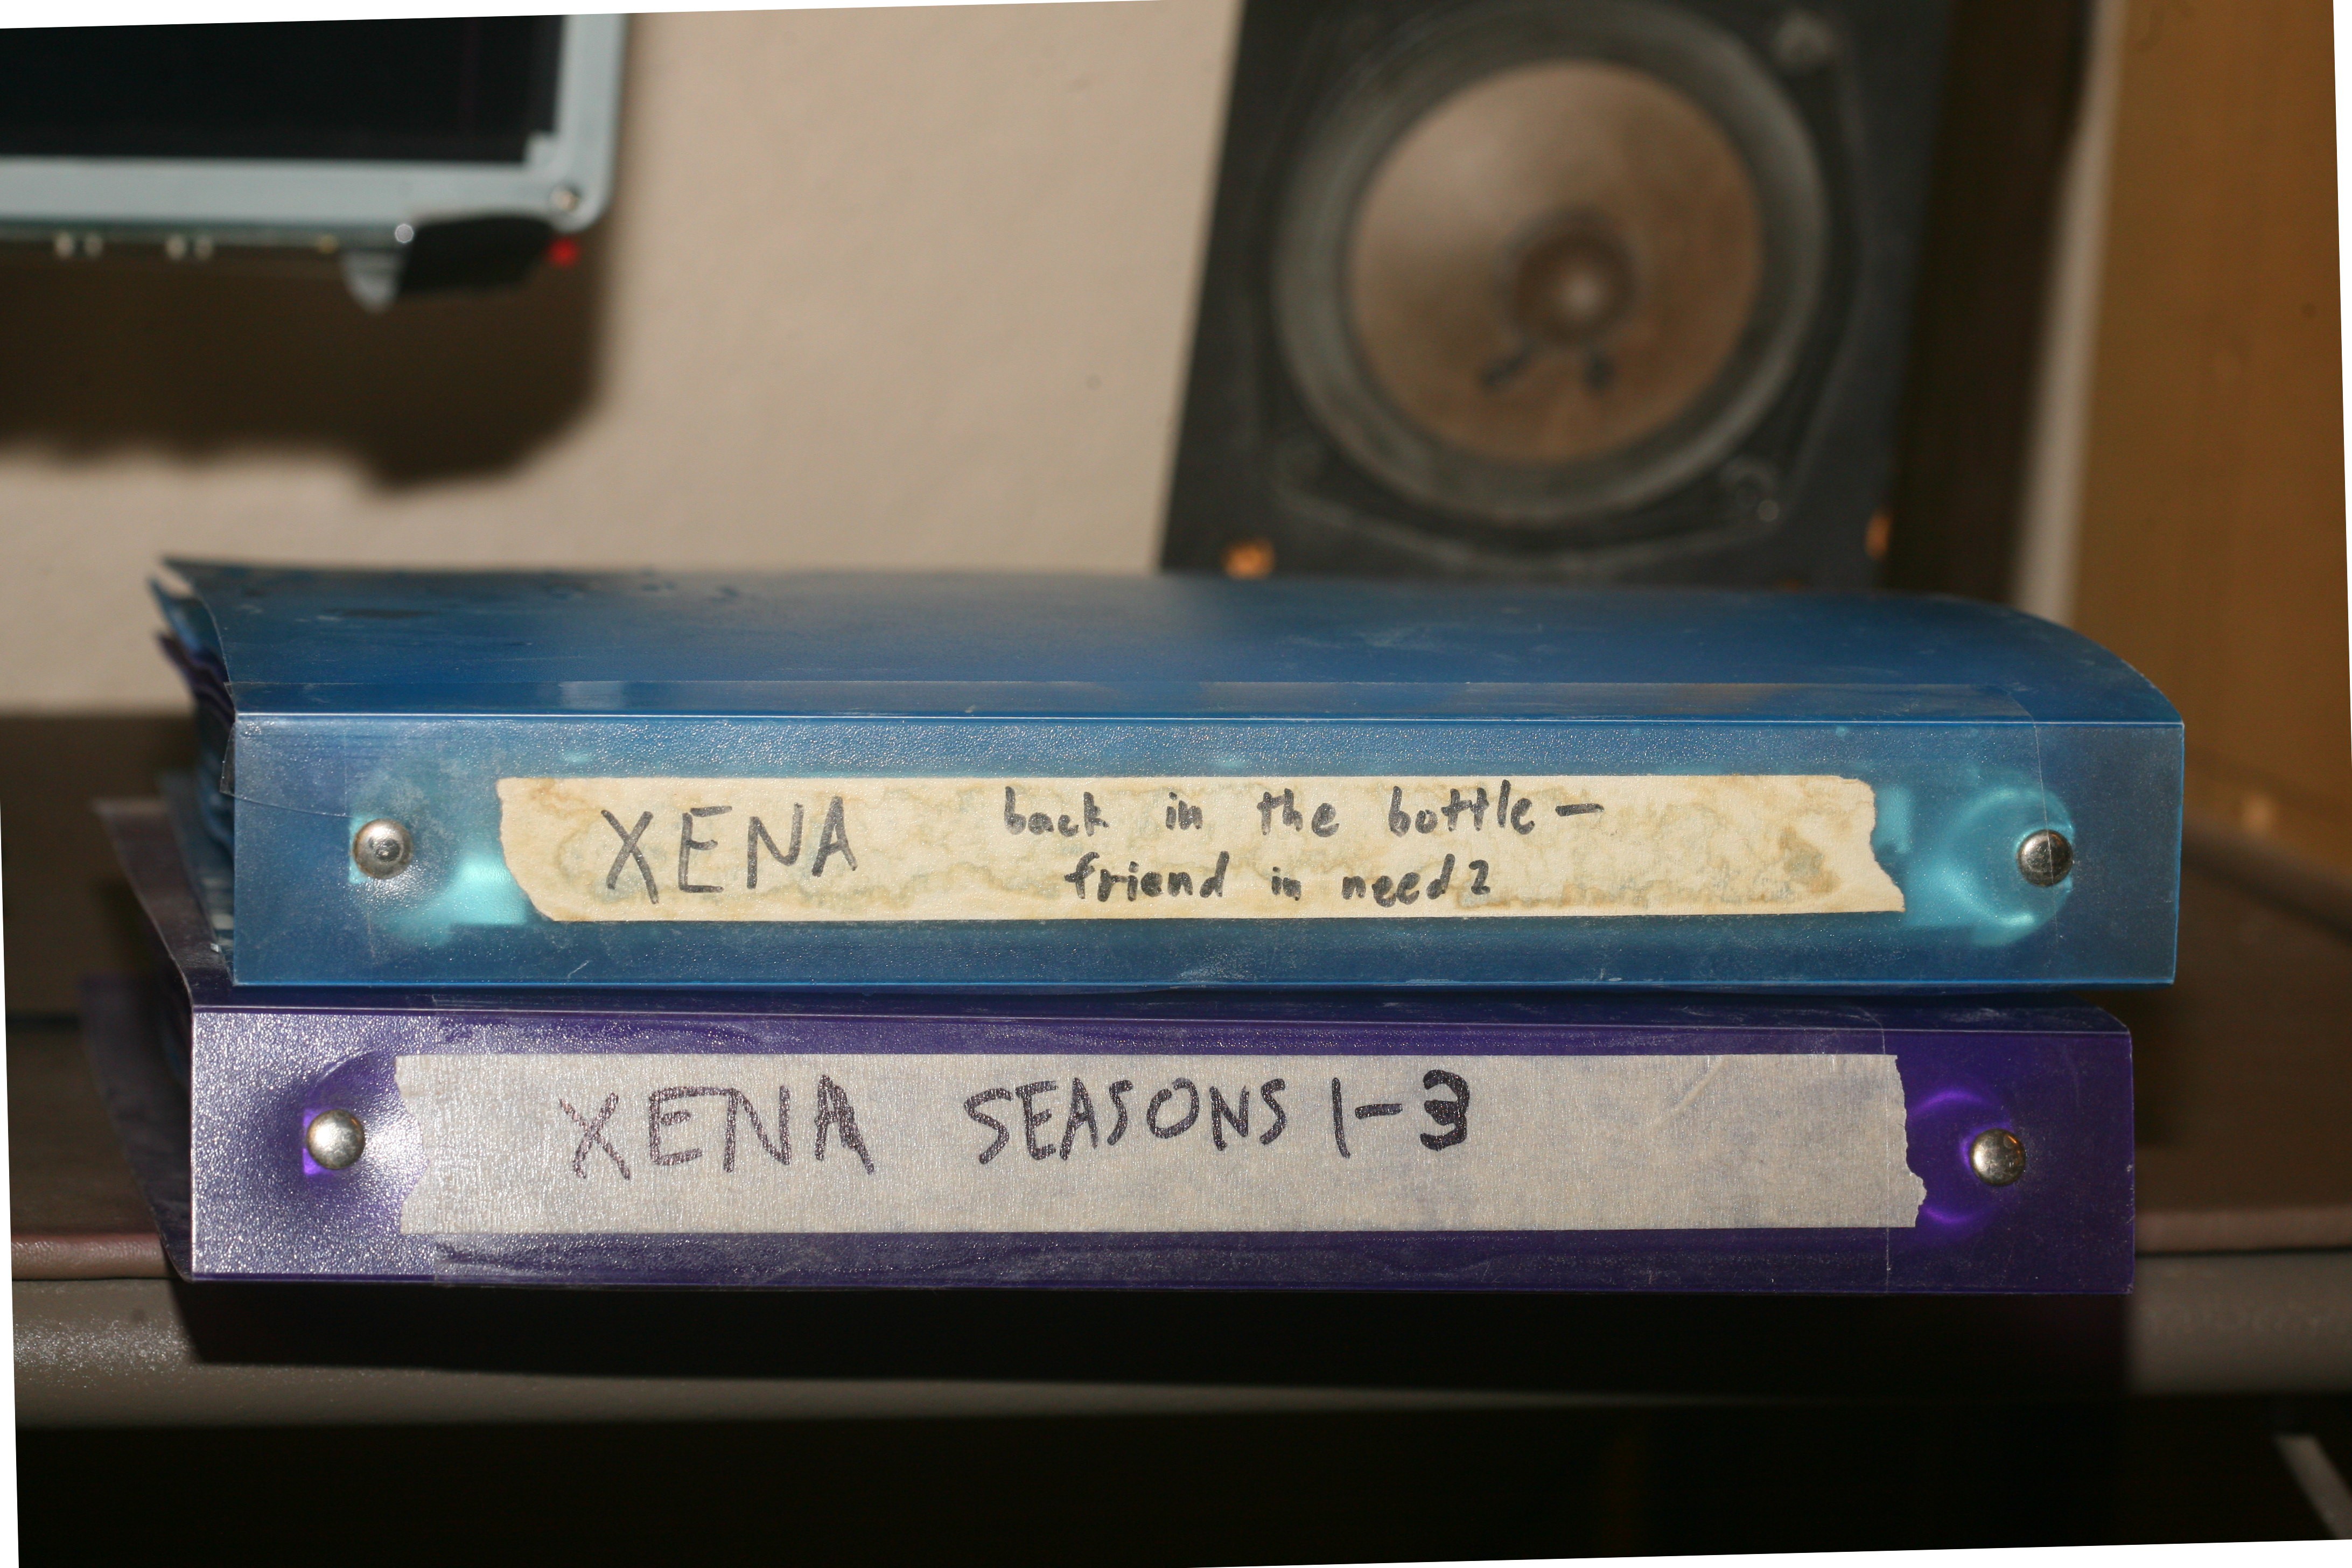 XENA back in the bottle —
friend in need 2
XENA SEASONS 1-3